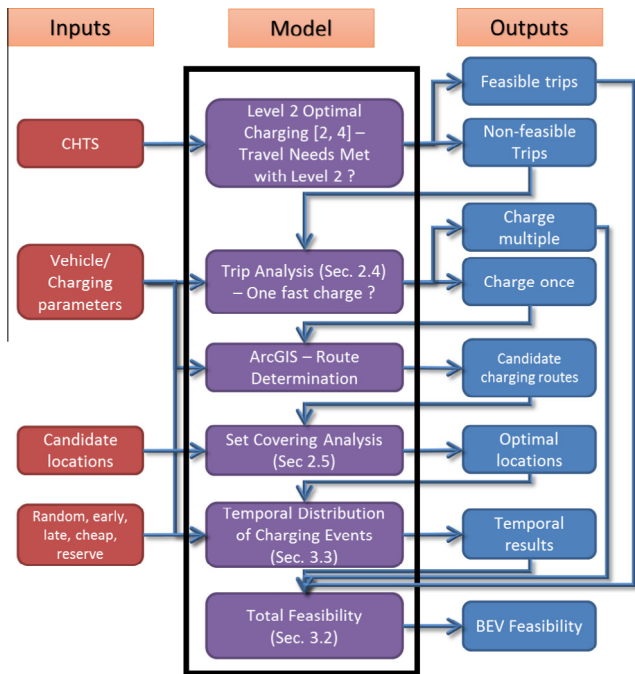 Inputs
Model
Outputs
CHTS
Level 2 Optimal
Charging [2, 4] –
Travel Needs Met
with Level 2 ?
Feasible trips
Non-feasible
Trips
Vehicle/
Charging
parameters
Trip Analysis (Sec. 2.4)
– One fast charge ?
Charge
multiple
Charge once
ArcGIS – Route
Determination
Candidate
charging routes
Candidate
locations
Set Covering Analysis
(Sec 2.5)
Optimal
locations
Random, early,
late, cheap,
reserve
Temporal Distribution
of Charging Events
(Sec. 3.3)
Temporal
results
Total Feasibility
(Sec. 3.2)
BEV Feasibility